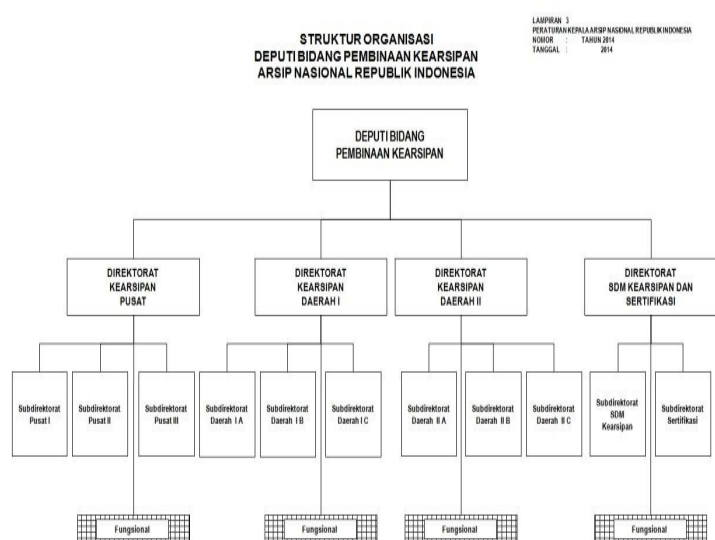 LAMPIRAN 3
PERATURAN KEPALA ARSIP NASIONAL REPUBLIK INDONESIA
NOMOR : TAHUN 2014
TANGGAL : 2014
STRUKTUR ORGANISASI
DEPUTI BIDANG PEMBINAAN KEARSIPAN
ARSIP NASIONAL REPUBLIK INDONESIA
DEPUTI BIDANG
PEMBINAAN KEARSIPAN
DIREKTORAT
KEARSIPAN
PUSAT
DIREKTORAT
KEARSIPAN
DAERAH I
DIREKTORAT
KEARSIPAN
DAERAH II
DIREKTORAT
SDM KEARSIPAN DAN
SERTIFIKASI
Subdirektorat
Pusat I
Subdirektorat
Pusat II
Subdirektorat
Pusat III
Subdirektorat
Daerah I A
Subdirektorat
Daerah I B
Subdirektorat
Daerah I C
Subdirektorat
Daerah II A
Subdirektorat
Daerah II B
Subdirektorat
Daerah II C
Subdirektorat
SDM
Kearsipan
Subdirektorat
Sertifikasi
Fungsional
Fungsional
Fungsional
Fungsional